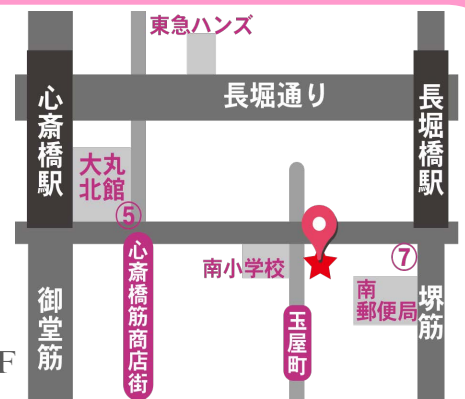 東急ハンズ
長堀通り
心斎橋駅
長堀橋駅
大丸
北館
⑤
⑦
南小学校
心斎橋筋商店街
玉屋町
南
郵便局
御堂筋
堺筋
F